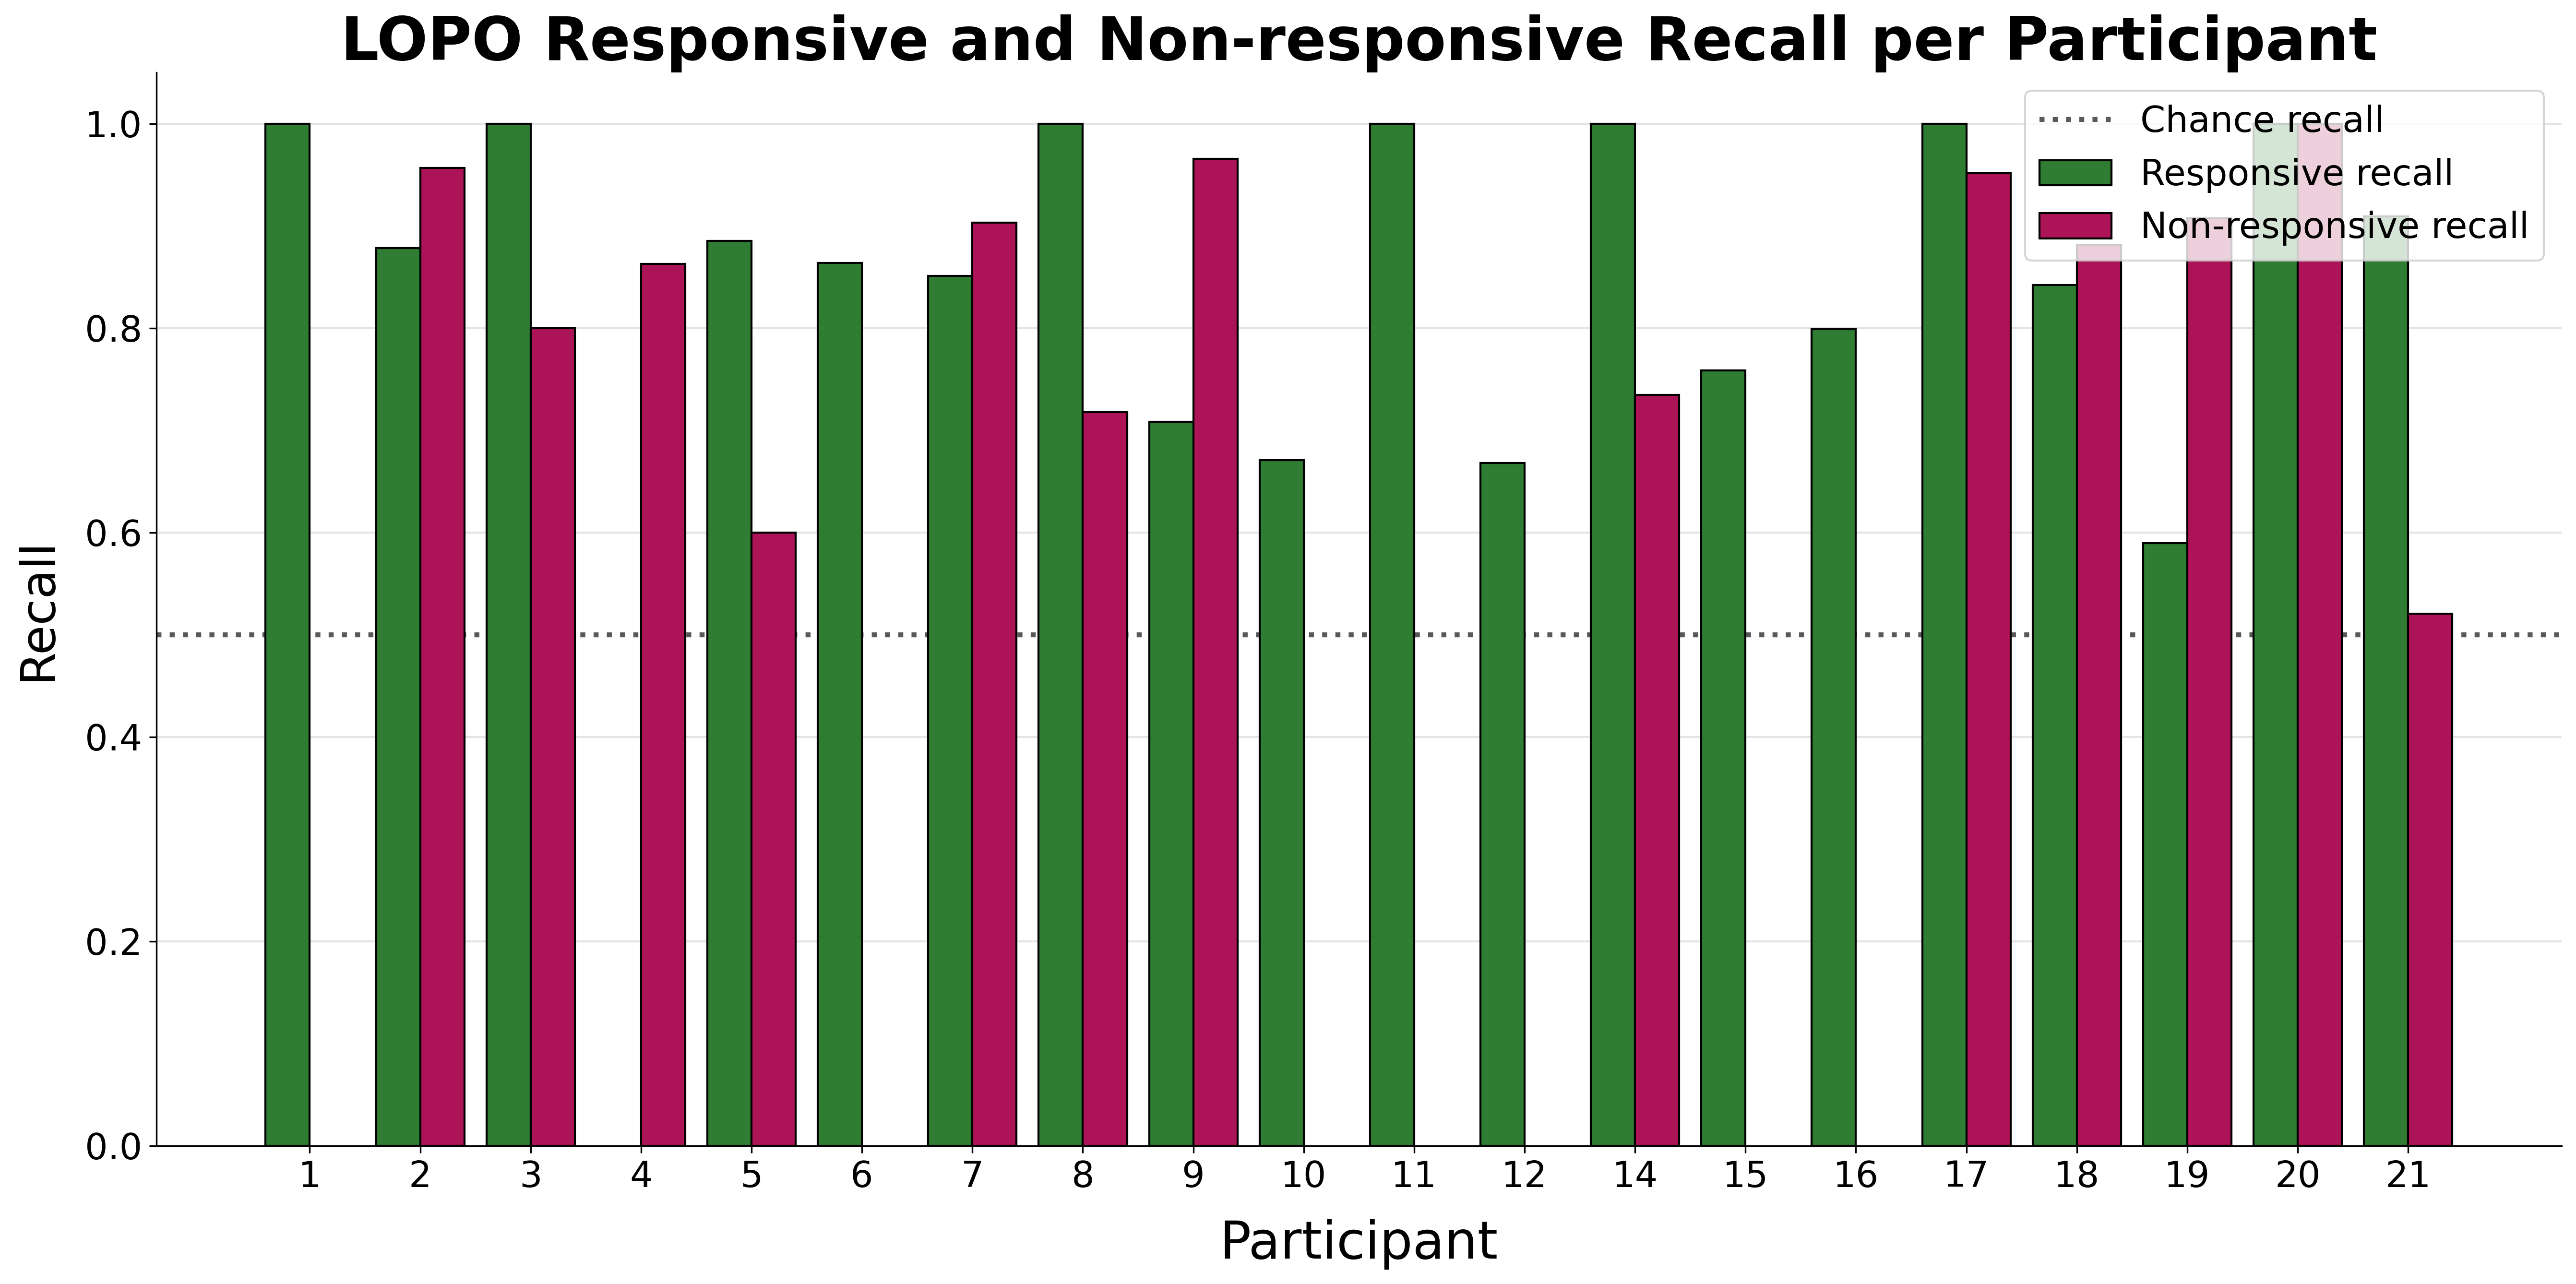 LOPO Responsive and Non-responsive Recall per Participant
Chance recall
Responsive recall
Non-responsive recall
1.0
0.8
0.6
0.4
0.2
0.0
Recall
1 2 3 4 5 6 7 8 9 10 11 12 14 15 16 17 18 19 20 21
Participant